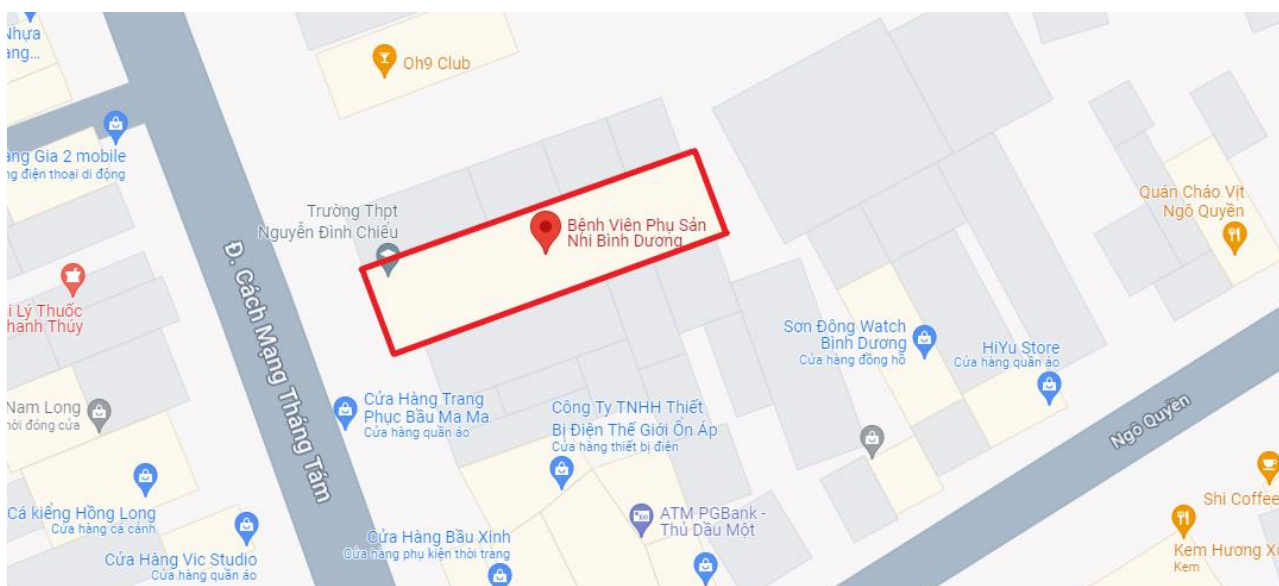 Nhựa
Oh9 Club
Gia 2 mobile
điện thoại di động
Trường Thpt
Nguyễn Đình Chiểu
Bệnh Viện Phụ Sản
Nhi Bình Dương
Quán Cháo Vịt
Ngô Quyền
Đ. Cách Mạng Tháng Tám
Lý Thuốc
Thanh Thúy
Sơn Đông Watch
Bình Dương
Cửa hàng đồng hồ
HiYu Store
Cửa hàng quần áo
Nam Long
đóng cửa
Cửa Hàng Trang
Phục Bầu Ma Ma
Cửa hàng quần áo
Công Ty TNHH Thiết
Bị Điện Thế Giới Ổn Áp
Cửa hàng thiết bị điện
Ngô Quyền
Cá kiểng Hồng Long
Cửa hàng cá cảnh
Cửa Hàng Vic Studio
Cửa hàng quần áo
Cửa Hàng Bầu Xinh
Cửa hàng phụ kiện thời trang
ATM PGBank -
Thủ Dầu Một
Shi Coffee
Kem Hương
Kem